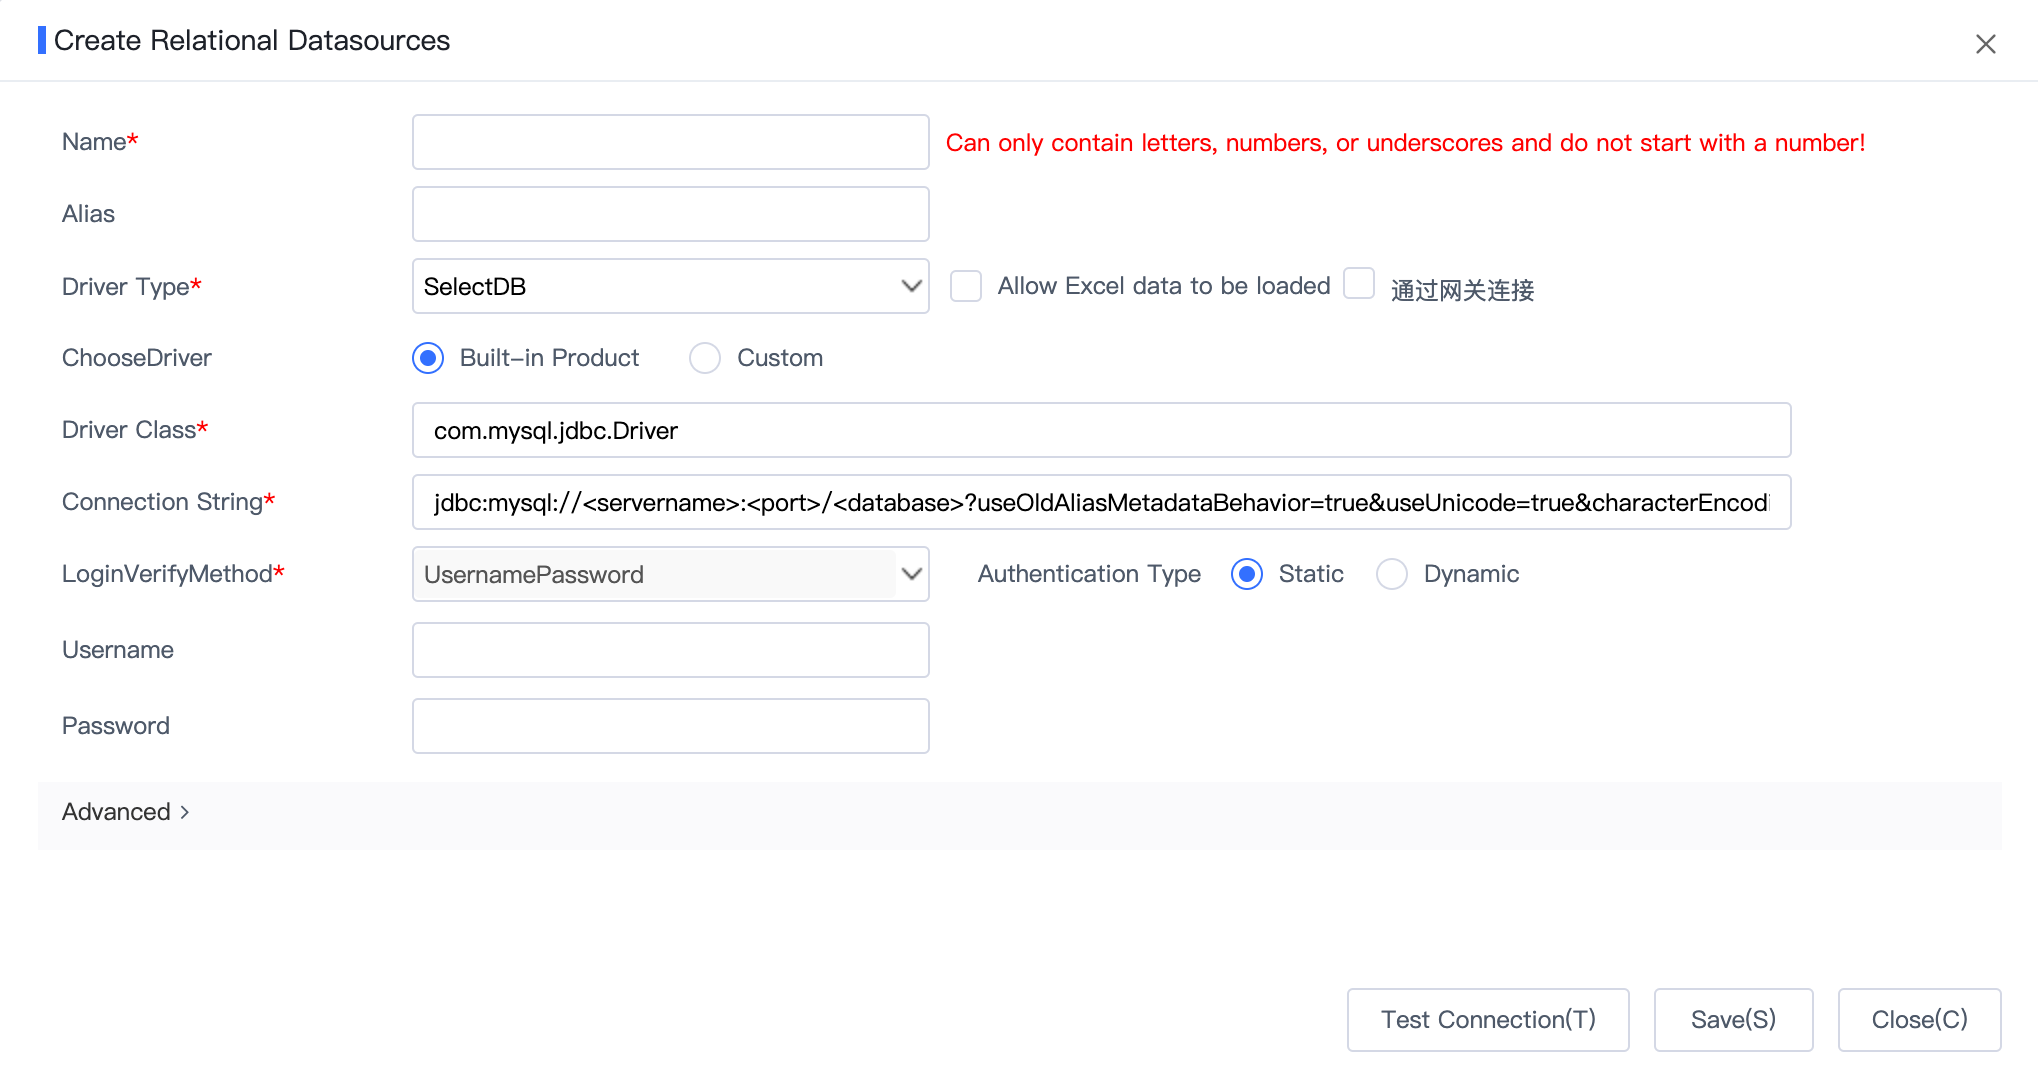 Create Relational Datasources
Name*
Can only contain letters, numbers, or underscores and do not start with a number!
Alias
Driver Type*
SelectDB
Allow Excel data to be loaded
通过网关连接
ChooseDriver
Built-in Product
Custom
Driver Class*
com.mysql.jdbc.Driver
Connection String*
jdbc:mysql://<servername>:<port>/<database>?useOldAliasMetadataBehavior=true&useUnicode=true&characterEncodi
LoginVerifyMethod*
UsernamePassword
Authentication Type
Static
Dynamic
Username
Password
Advanced >
Test Connection(T)
Save(S)
Close(C)